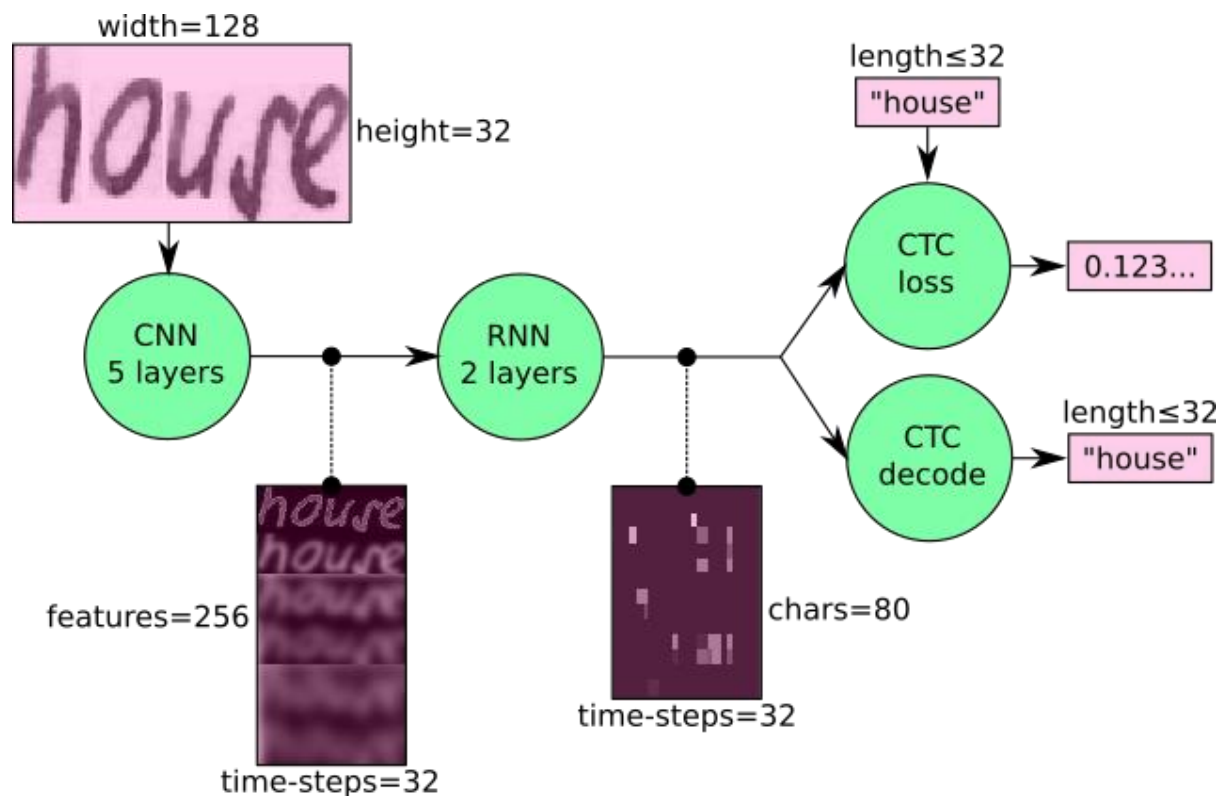 width=128
house
height=32
CNN
5 layers
features=256
house
house
house
house
time-steps=32
RNN
2 layers
chars=80
time-steps=32
length≤32
"house"
CTC
loss
0.123...
CTC
decode
length≤32
"house"